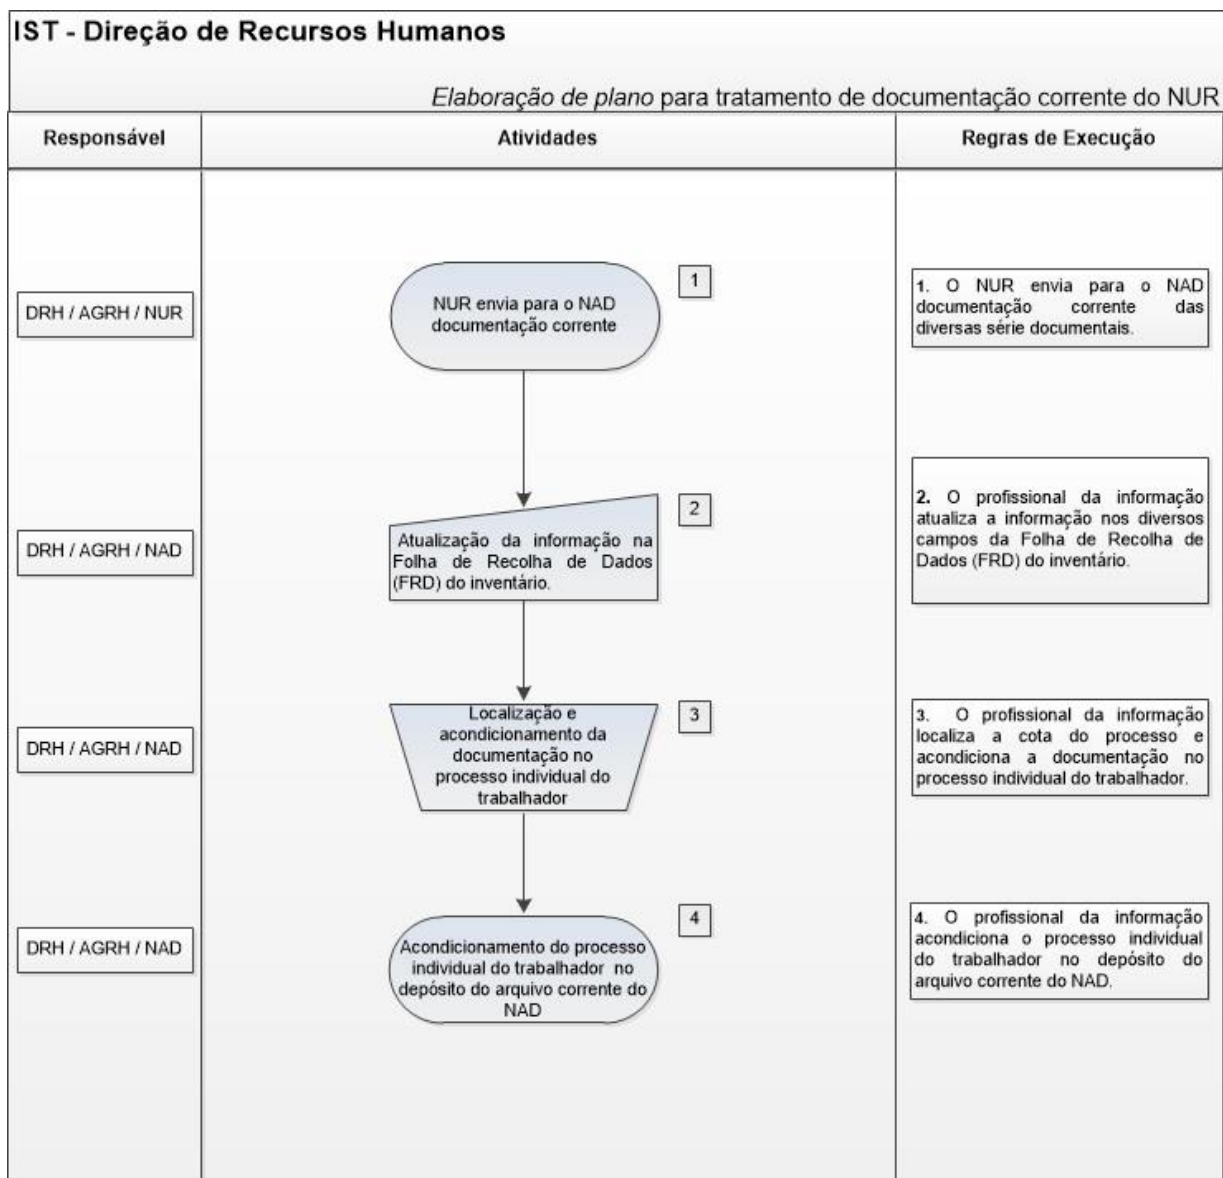 IST - Direção de Recursos Humanos
Elaboração de plano para tratamento de documentação corrente do NUR
Responsável
Atividades
Regras de Execução
DRH / AGRH / NUR
NUR envia para o NAD
documentação corrente
1
1. O NUR envia para o NAD
documentação corrente das
diversas série documentais.
DRH / AGRH / NAD
Atualização da informação na
Folha de Recolha de Dados
(FRD) do inventário.
2
2. O profissional da informação
atualiza a informação nos diversos
campos da Folha de Recolha de
Dados (FRD) do inventário.
DRH / AGRH / NAD
Localização e
acondicionamento da
documentação no
processo individual do
trabalhador
3
3. O profissional da informação
localiza a cota do processo e
acondiciona a documentação no
processo individual do trabalhador.
DRH / AGRH / NAD
Acondicionamento do processo
individual do trabalhador no
depósito do arquivo corrente do
NAD
4
4. O profissional da informação
acondiciona o processo individual
do trabalhador no depósito do
arquivo corrente do NAD.